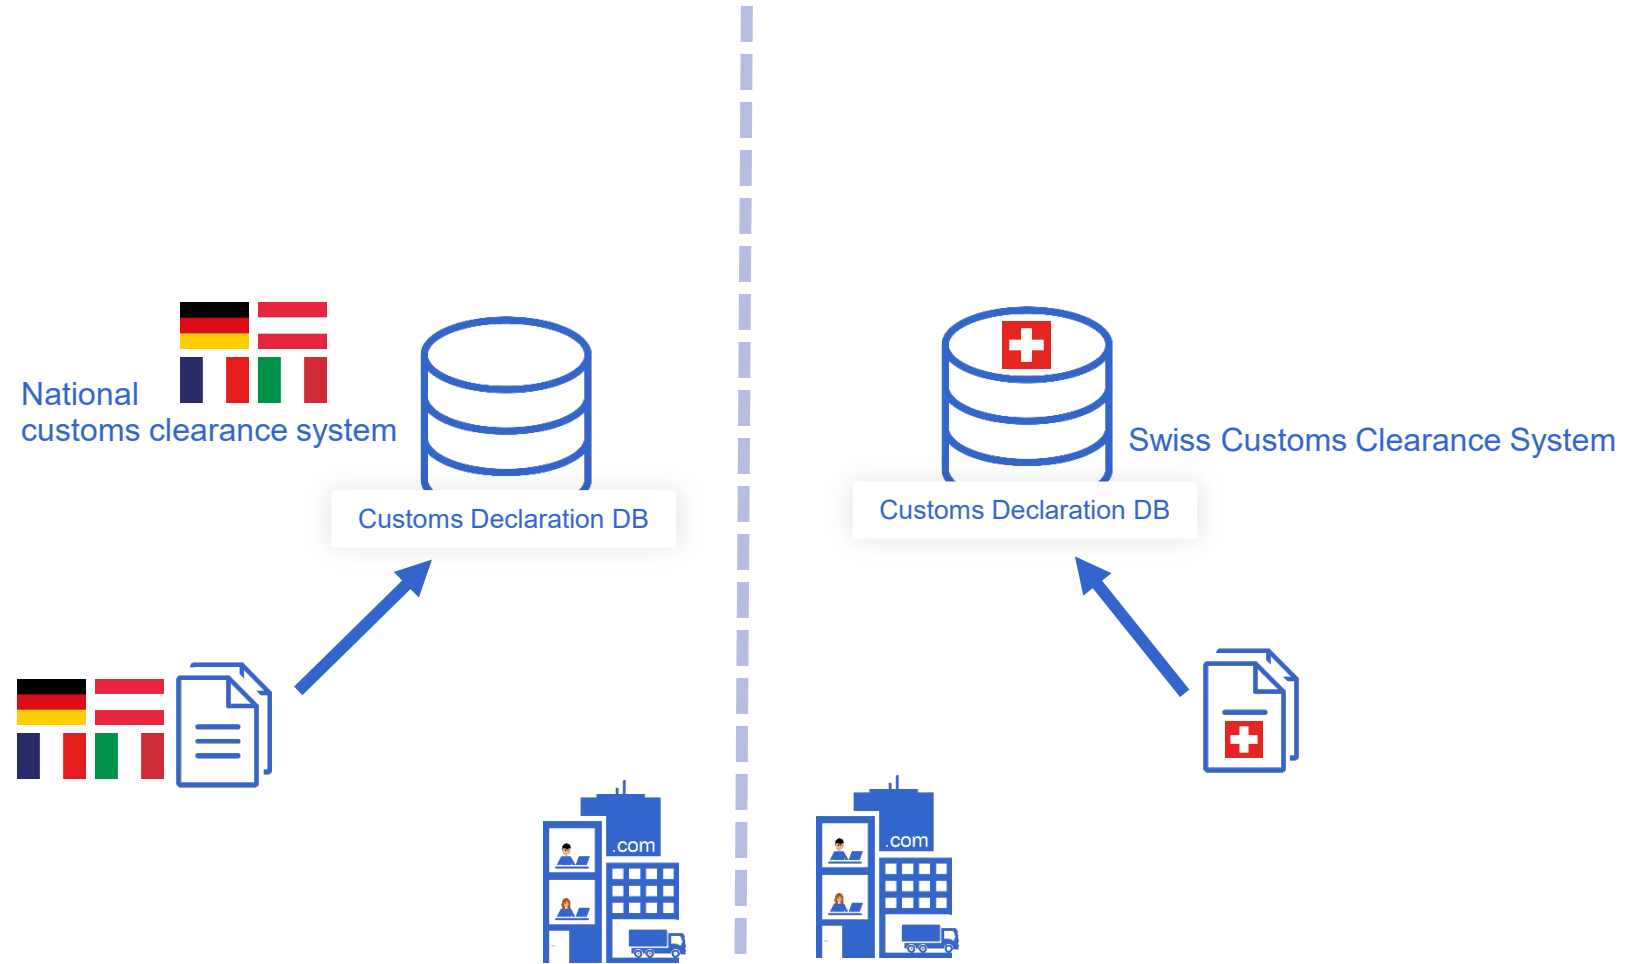 National
customs clearance system
Customs Declaration DB
Swiss Customs Clearance System
Customs Declaration DB
.com
.com